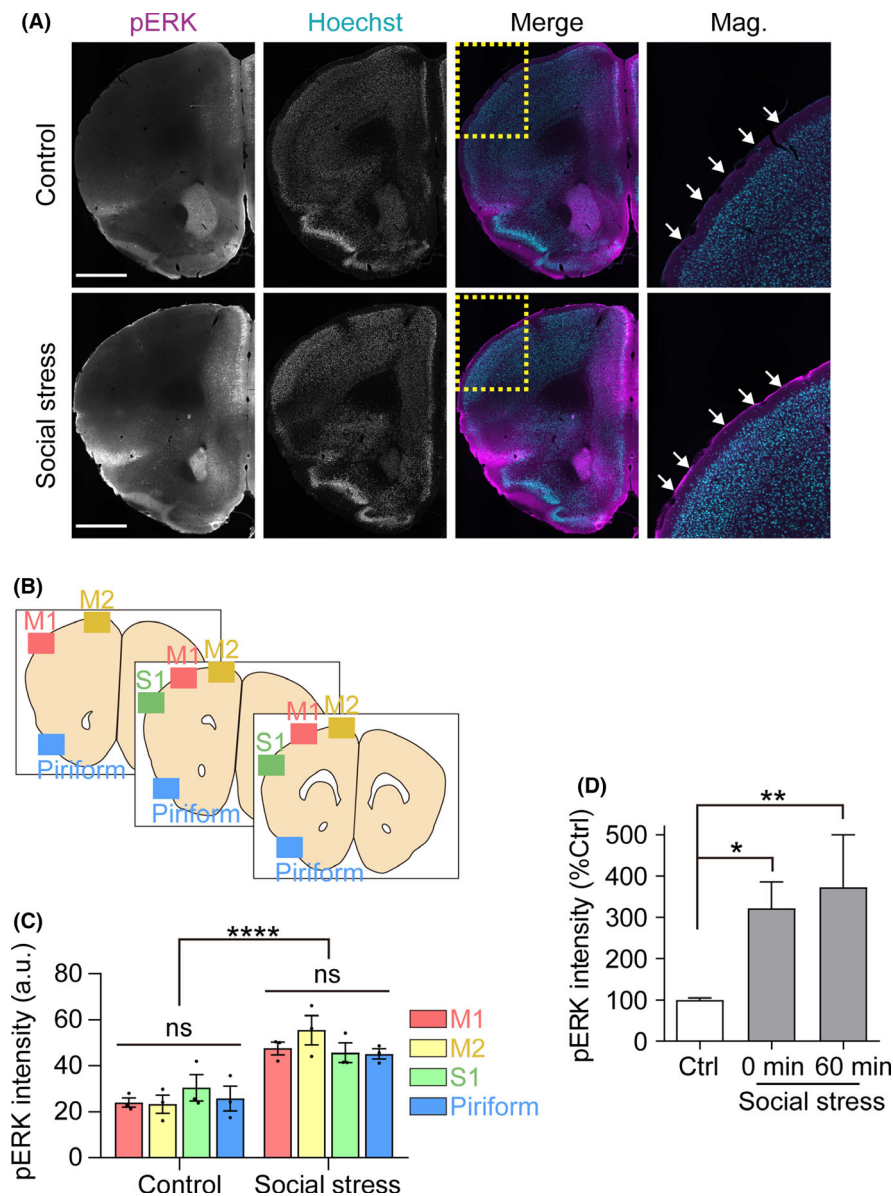 (A)
pERK Hoechst Merge Mag.
Control
Social stress
(B)
M2
M1
M2
M1
S1
M2
M1
S1
Piriform
Piriform
Piriform
(C)
pERK intensity (a.u.)
80
60
40
20
0
****
ns
ns
M1
M2
S1
Piriform
Control Social stress
(D)
pERK intensity (%Ctrl)
500
400
300
200
100
0
**
*
Ctrl 0 min 60 min
Social stress